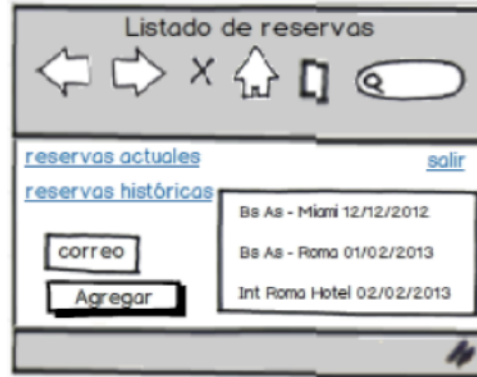 Listado de reservas
reservas actuales
salir
reservas históricas
Bs As - Miami 12/12/2012
Bs As - Roma 01/02/2013
Int Roma Hotel 02/02/2013
correo
Agregar